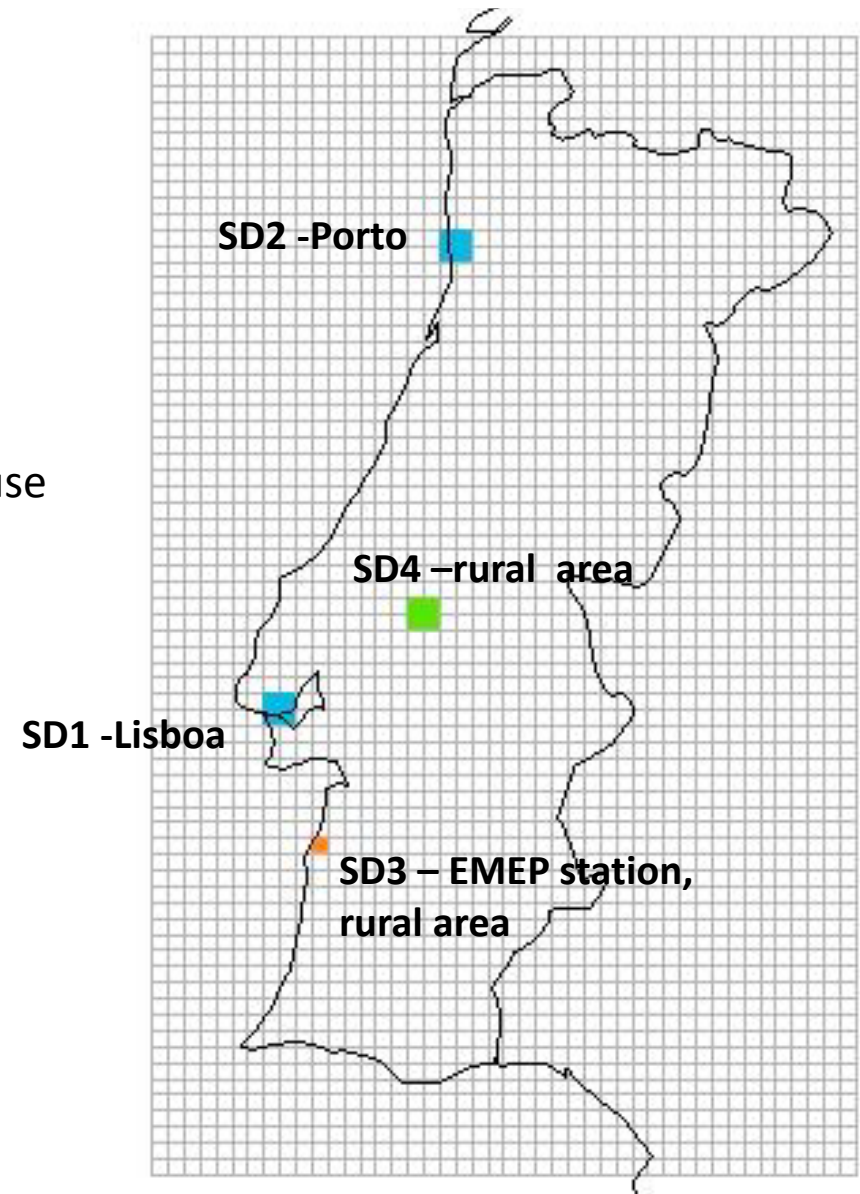 SD2 -Porto
use
SD4 –rural area
SD1 -Lisboa
SD3 – EMEP station,
rural area